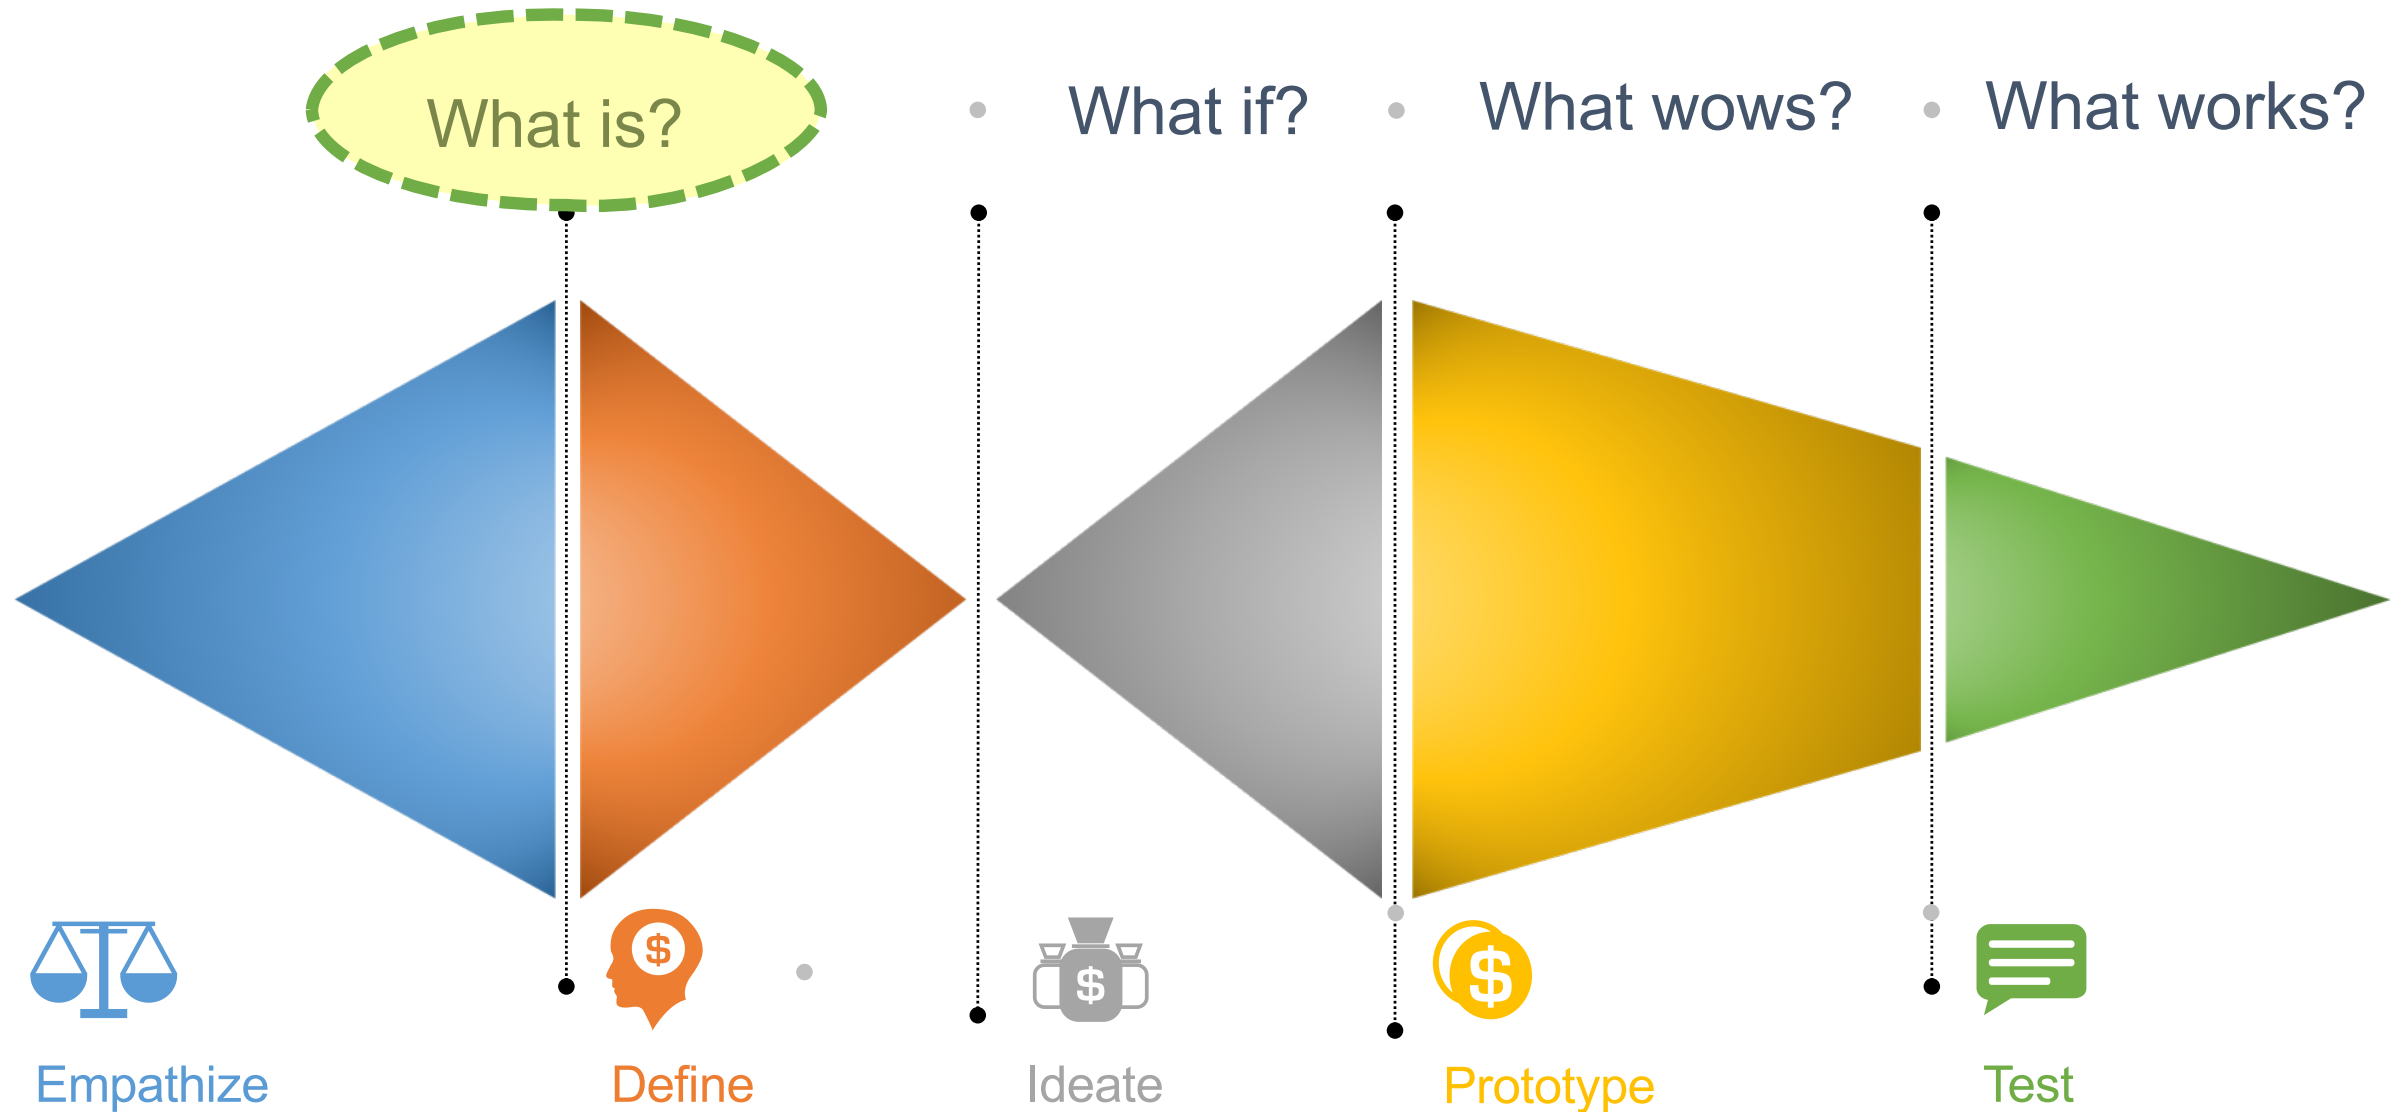 What is?
What if?
What wows?
What works?
$
$
$
Empathize
Define
Ideate
Prototype
Test